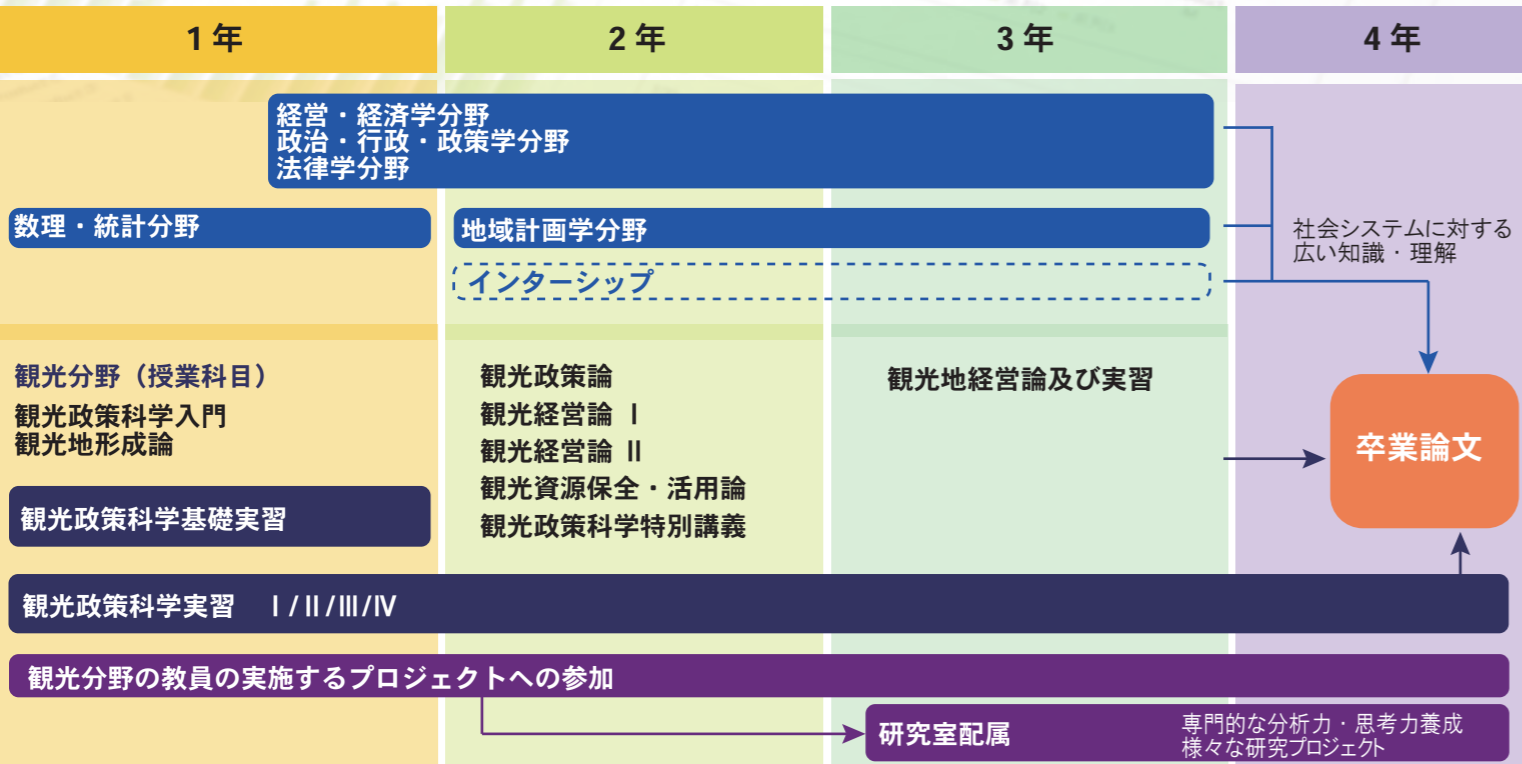 1年
2年
3年
4年
経営・経済学分野
政治・行政・政策学分野
法律学分野
数理・統計分野
地域計画学分野
インターシップ
社会システムに対する
広い知識・理解
観光分野（授業科目）
観光政策科学入門
観光地形成論
観光政策科学基礎実習
観光政策論
観光経営論 Ⅰ
観光経営論 Ⅱ
観光資源保全・活用論
観光政策科学特別講義
観光地経営論及び実習
卒業論文
観光政策科学実習　Ⅰ/Ⅱ/Ⅲ/Ⅳ
観光分野の教員の実施するプロジェクトへの参加
研究室配属
専門的な分析力・思考力養成
様々な研究プロジェクト